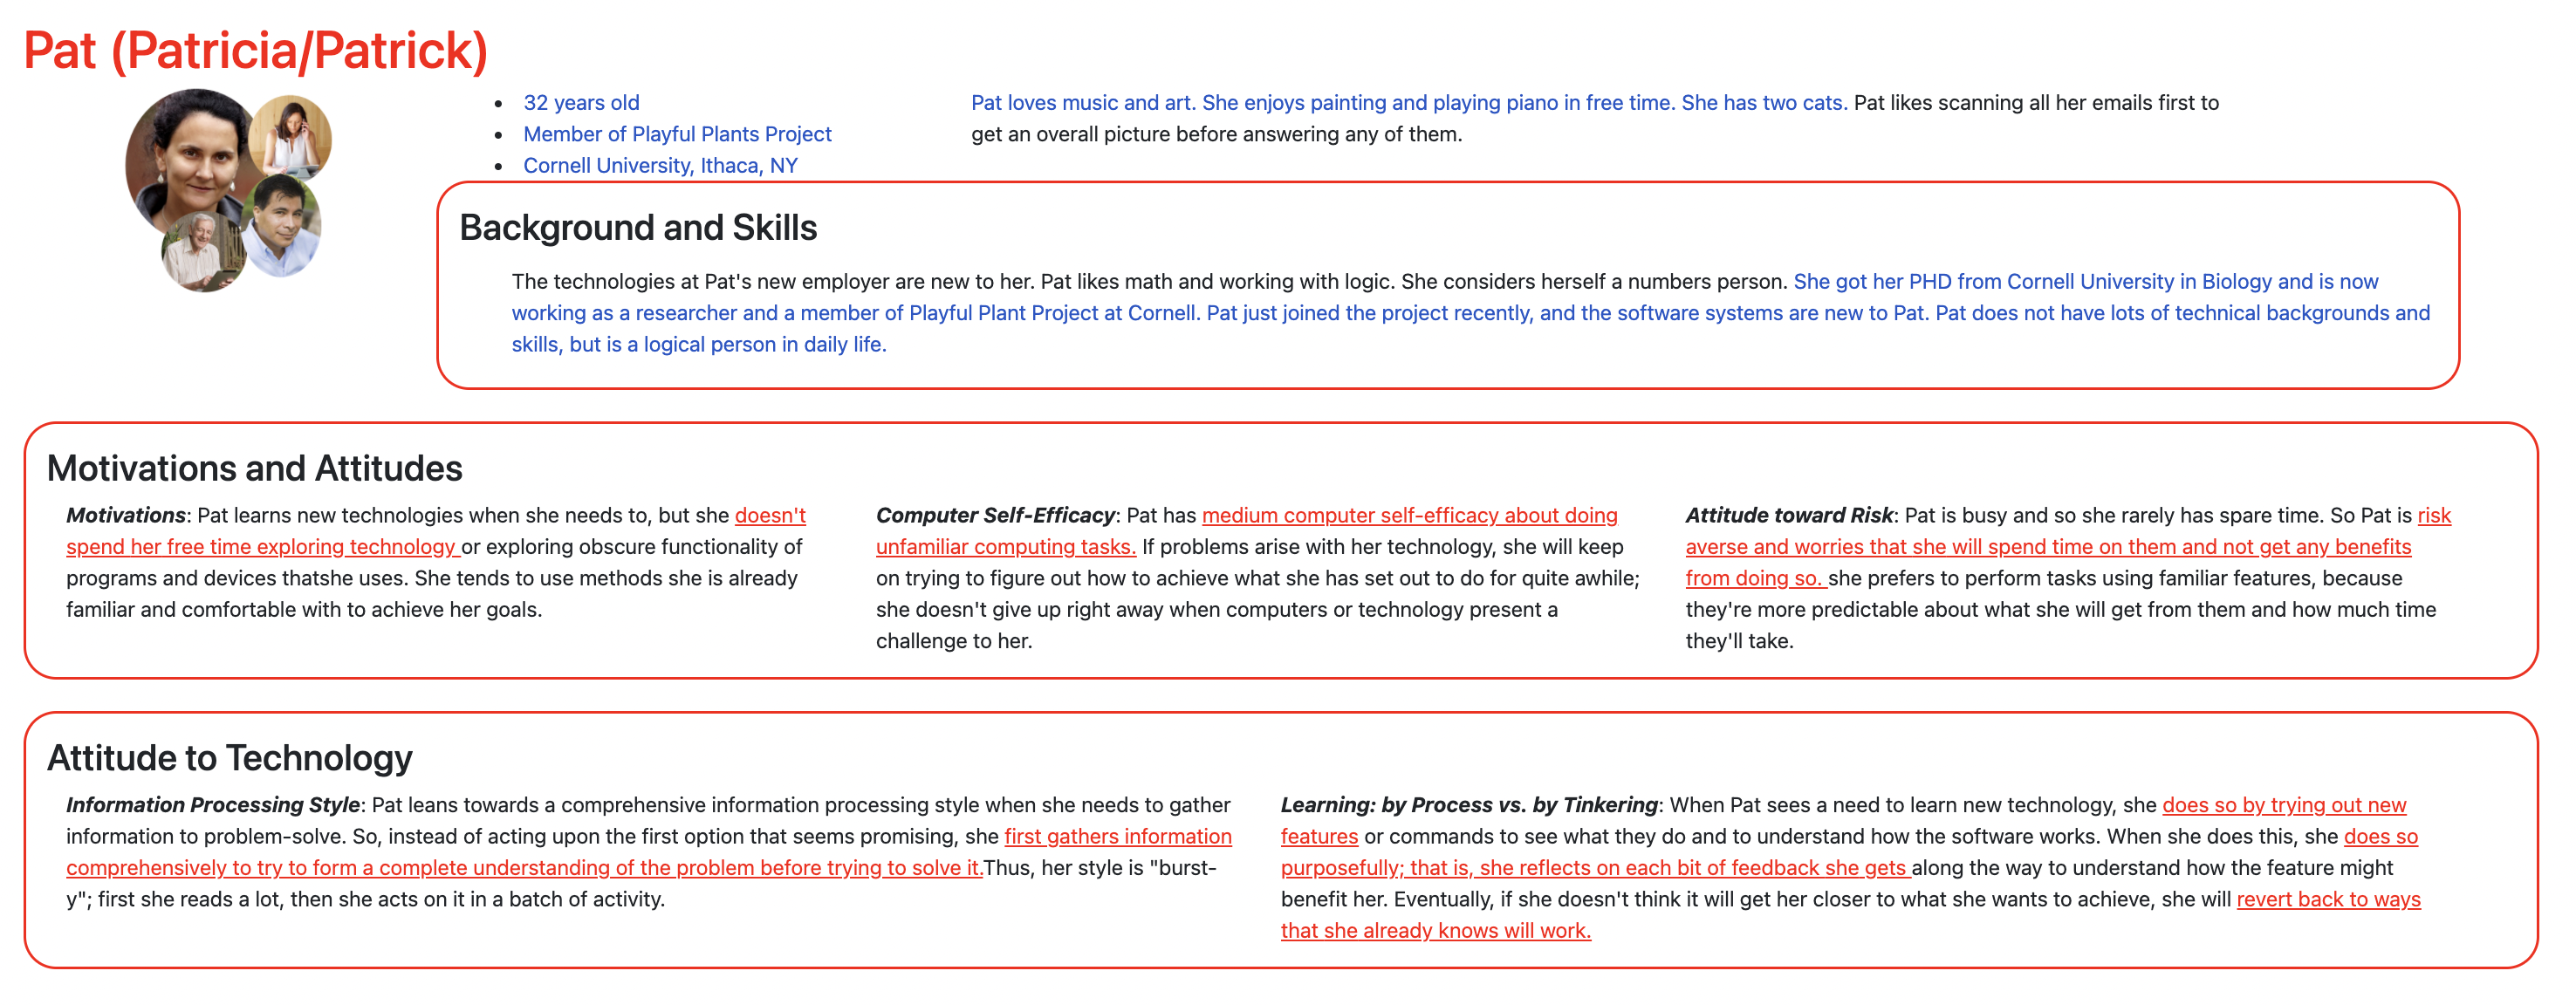 Pat (Patricia/Patrick)
32 years old
Member of Playful Plants Project
Cornell University, Ithaca, NY
Pat loves music and art. She enjoys painting and playing piano in free time. She has two cats. Pat likes scanning all her emails first to
get an overall picture before answering any of them.
Background and Skills
The technologies at Pat's new employer are new to her. Pat likes math and working with logic. She considers herself a numbers person. She got her PHD from Cornell University in Biology and is now
working as a researcher and a member of Playful Plant Project at Cornell. Pat just joined the project recently, and the software systems are new to Pat. Pat does not have lots of technical backgrounds and
skills, but is a logical person in daily life.
Motivations and Attitudes
Motivations: Pat learns new technologies when she needs to, but she doesn't
spend her free time exploring technology or exploring obscure functionality of
programs and devices thatshe uses. She tends to use methods she is already
familiar and comfortable with to achieve her goals.
Computer Self-Efficacy: Pat has medium computer self-efficacy about doing
unfamiliar computing tasks. If problems arise with her technology, she will keep
on trying to figure out how to achieve what she has set out to do for quite awhile;
she doesn't give up right away when computers or technology present a
challenge to her.
Attitude toward Risk: Pat is busy and so she rarely has spare time. So Pat is risk
averse and worries that she will spend time on them and not get any benefits
from doing so. she prefers to perform tasks using familiar features, because
they're more predictable about what she will get from them and how much time
they'll take.
Attitude to Technology
Information Processing Style: Pat leans towards a comprehensive information processing style when she needs to gather
information to problem-solve. So, instead of acting upon the first option that seems promising, she first gathers information
comprehensively to try to form a complete understanding of the problem before trying to solve it.Thus, her style is "burst-
y"; first she reads a lot, then she acts on it in a batch of activity.
Learning: by Process vs. by Tinkering: When Pat sees a need to learn new technology, she does so by trying out new
features or commands to see what they do and to understand how the software works. When she does this, she does so
purposefully; that is, she reflects on each bit of feedback she gets along the way to understand how the feature might
benefit her. Eventually, if she doesn't think it will get her closer to what she wants to achieve, she will revert back to ways
that she already knows will work.